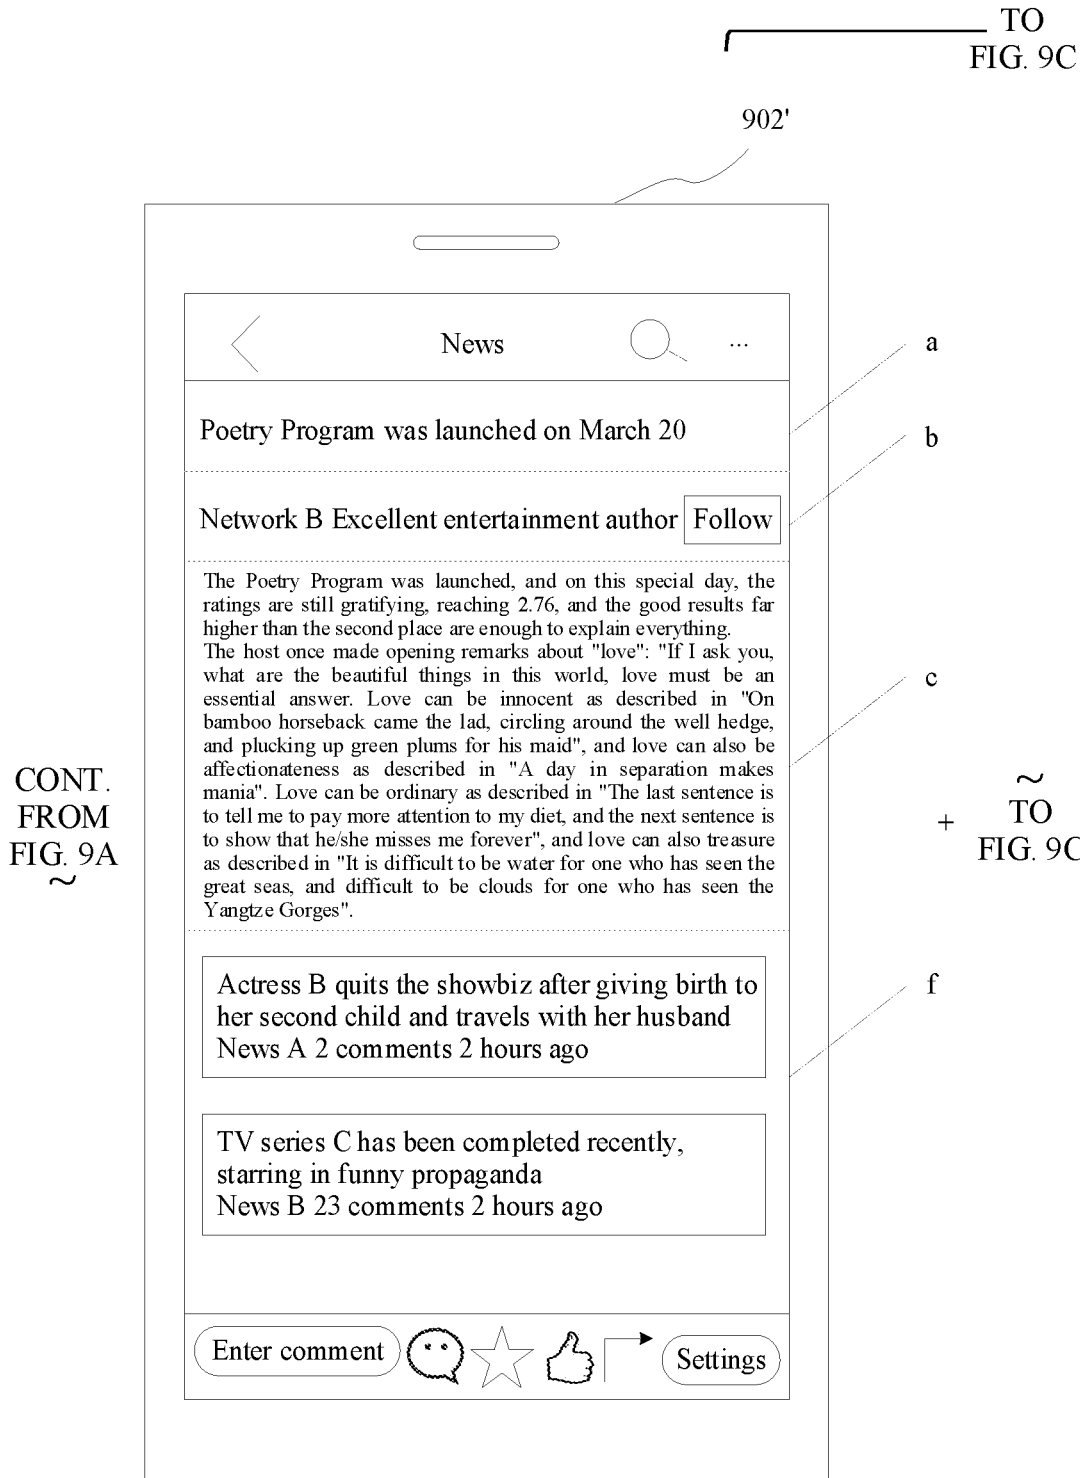 TO
FIG. 9C
902'
News
...
a
Poetry Program was launched on March 20
b
Network B Excellent entertainment author Follow
The Poetry Program was launched, and on this special day, the
ratings are still gratifying, reaching 2.76, and the good results far
higher than the second place are enough to explain everything.
The host once made opening remarks about "love": "If I ask you,
what are the beautiful things in this world, love must be an
essential answer. Love can be innocent as described in "On
bamboo horseback came the lad, circling around the well hedge,
and plucking up green plums for his maid", and love can also be
affectionateness as described in "A day in separation makes
mania". Love can be ordinary as described in "The last sentence is
to tell me to pay more attention to my diet, and the next sentence is
to show that he/she misses me forever", and love can also treasure
as described in "It is difficult to be water for one who has seen the
great seas, and difficult to be clouds for one who has seen the
Yangtze Gorges".
c
CONT.
FROM
FIG. 9A
~
+
~
TO
FIG. 9C
Actress B quits the showbiz after giving birth to
her second child and travels with her husband
News A 2 comments 2 hours ago
f
TV series C has been completed recently,
starring in funny propaganda
News B 23 comments 2 hours ago
Enter comment
Settings